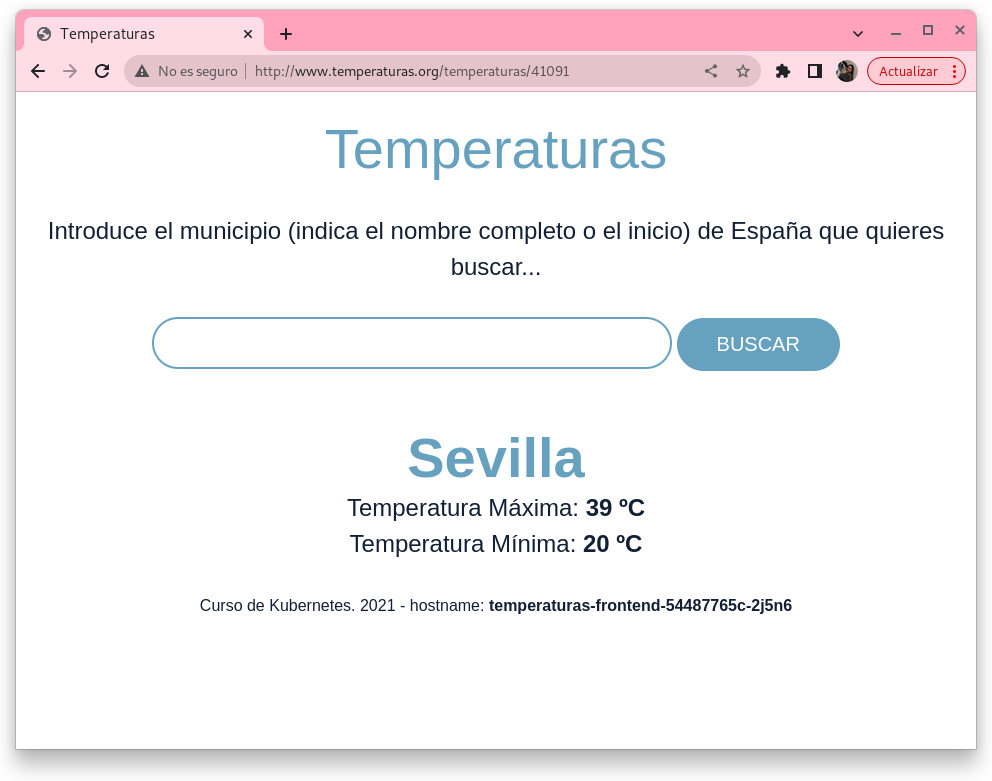 Temperaturas
No es seguro
http://www.temperaturas.org/temperaturas/41091
Actualizar
Temperaturas
Introduce el municipio (indica el nombre completo o el inicio) de España que quieres
buscar...
BUSCAR
Sevilla
Temperatura Máxima: 39 ºC
Temperatura Mínima: 20 ºC
Curso de Kubernetes. 2021 - hostname: temperaturas-frontend-54487765c-2j5n6